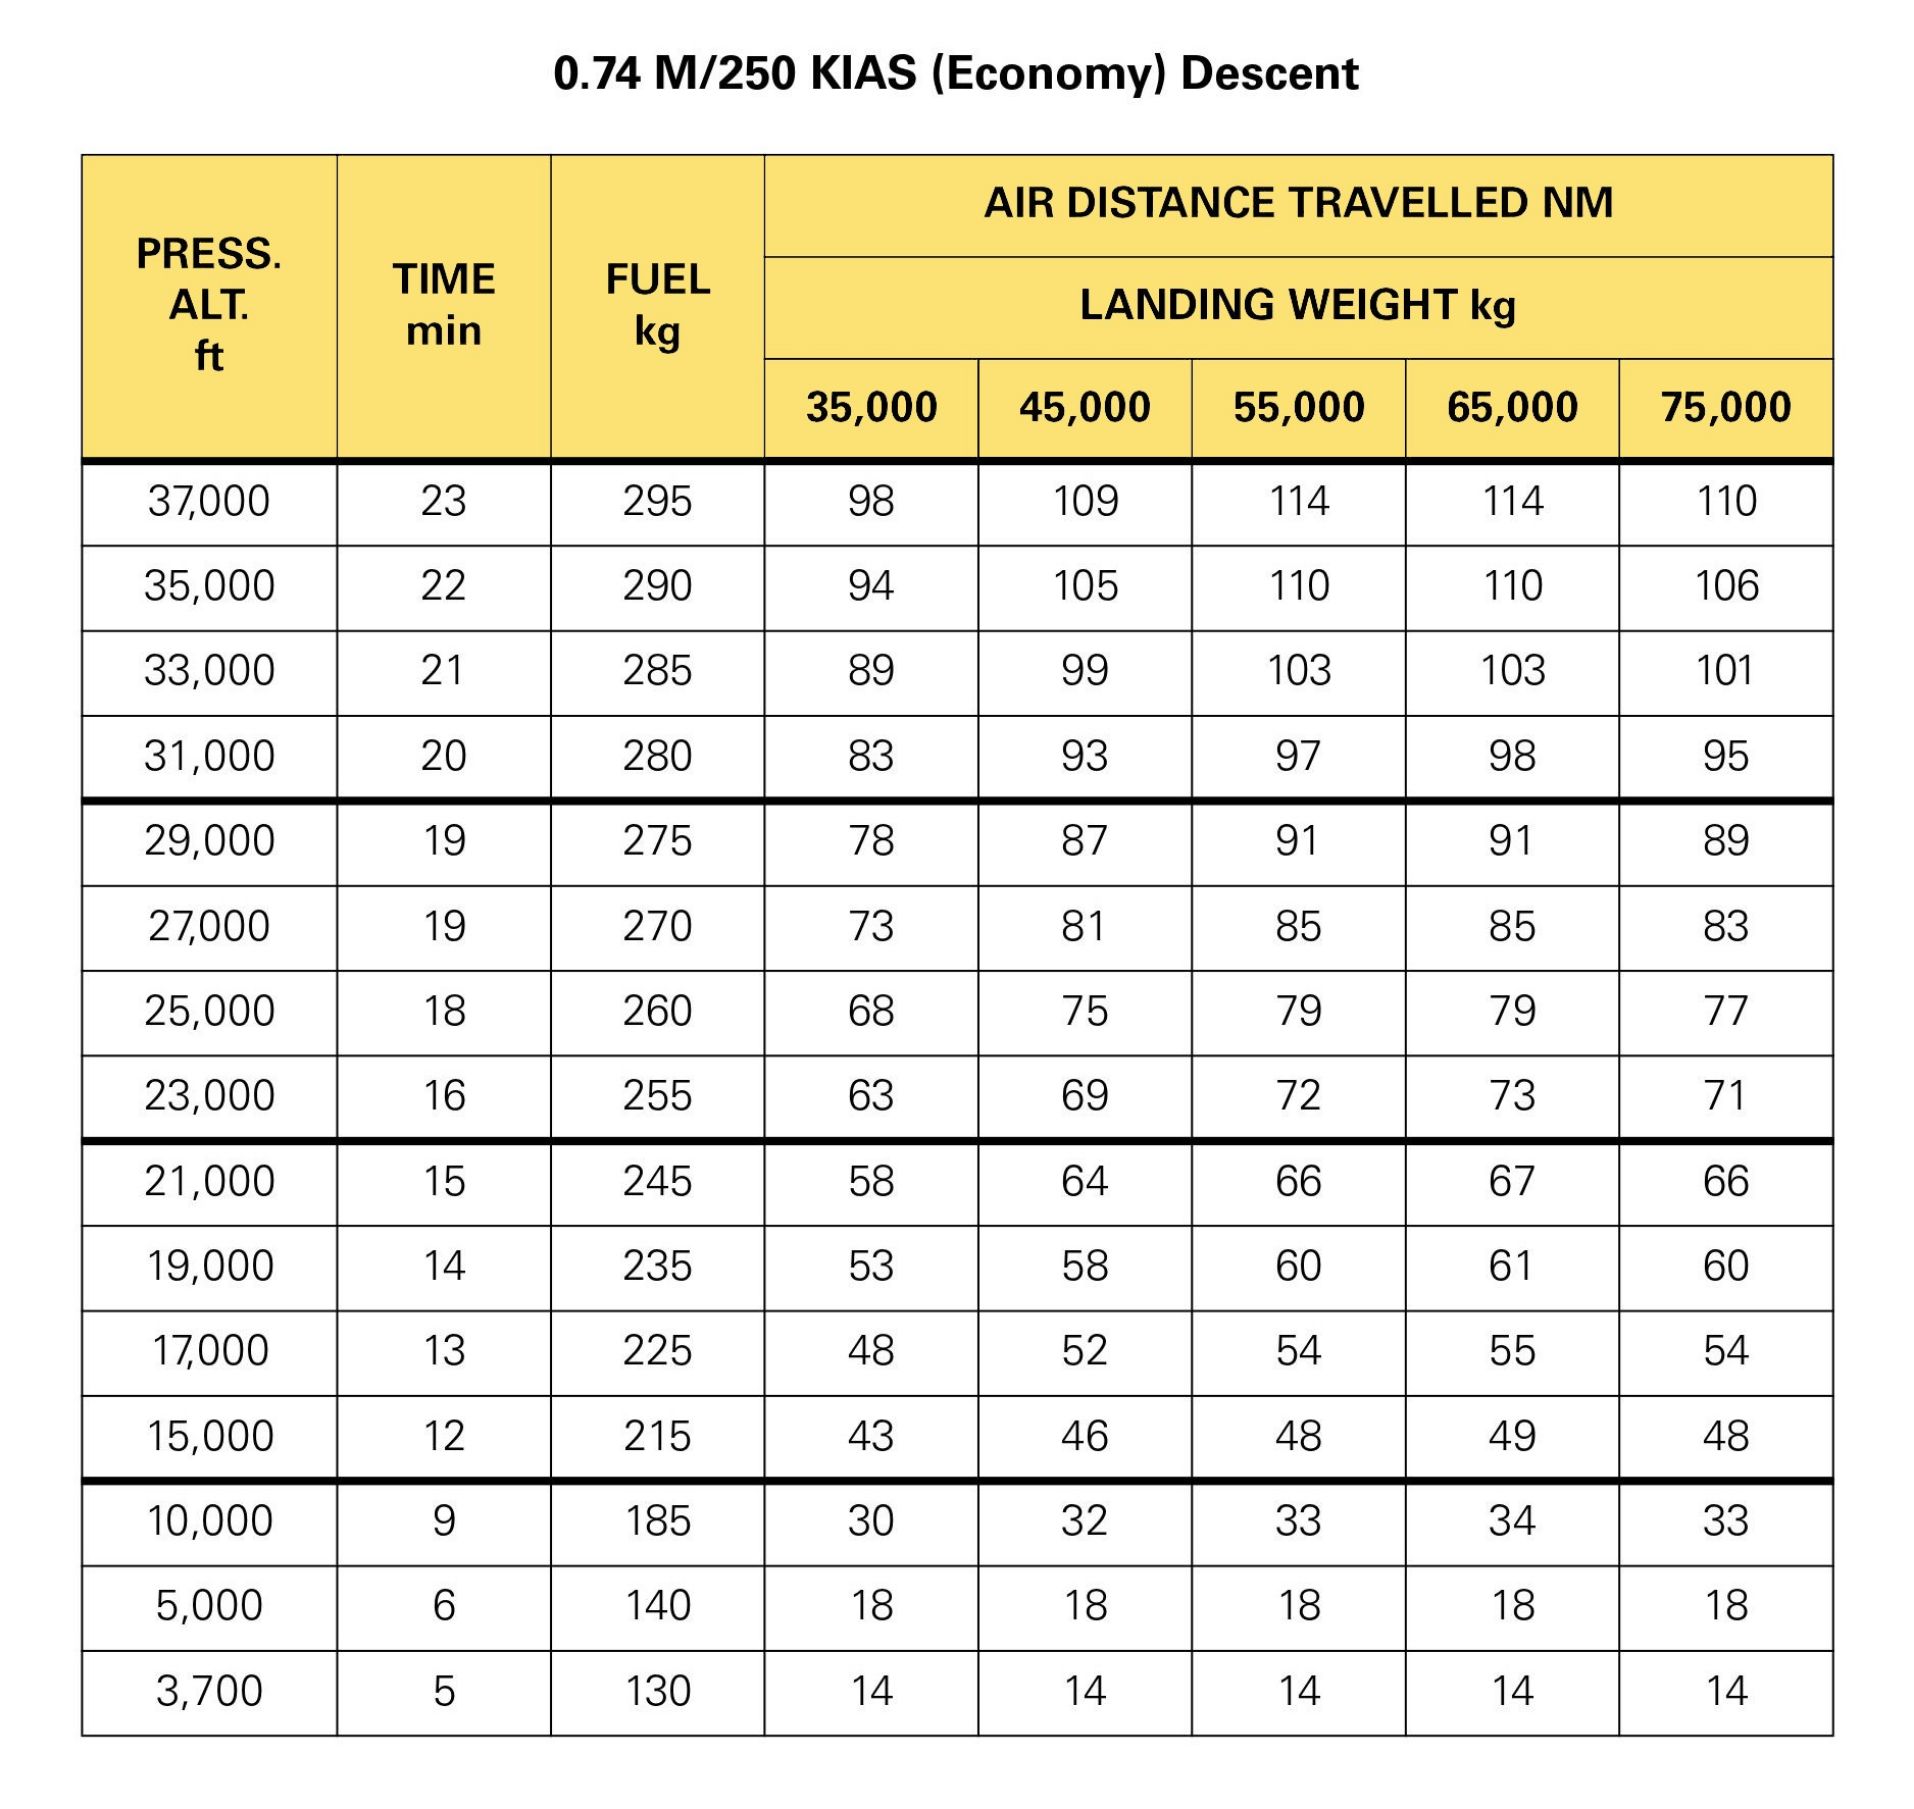 0.74 M/250 KIAS (Economy) Descent
PRESS. ALT. ft TIME min FUEL kg AIR DISTANCE TRAVELLED NM
LANDING WEIGHT kg
35,000 45,000 55,000 65,000 75,000
37,000 23 295 98 109 114 114 110
35,000 22 290 94 105 110 110 106
33,000 21 285 89 99 103 103 101
31,000 20 280 83 93 97 98 95
29,000 19 275 78 87 91 91 89
27,000 19 270 73 81 85 85 83
25,000 18 260 68 75 79 79 77
23,000 16 255 63 69 72 73 71
21,000 15 245 58 64 66 67 66
19,000 14 235 53 58 60 61 60
17,000 13 225 48 52 54 55 54
15,000 12 215 43 46 48 49 48
10,000 9 185 30 32 33 34 33
5,000 6 140 18 18 18 18 18
3,700 5 130 14 14 14 14 14